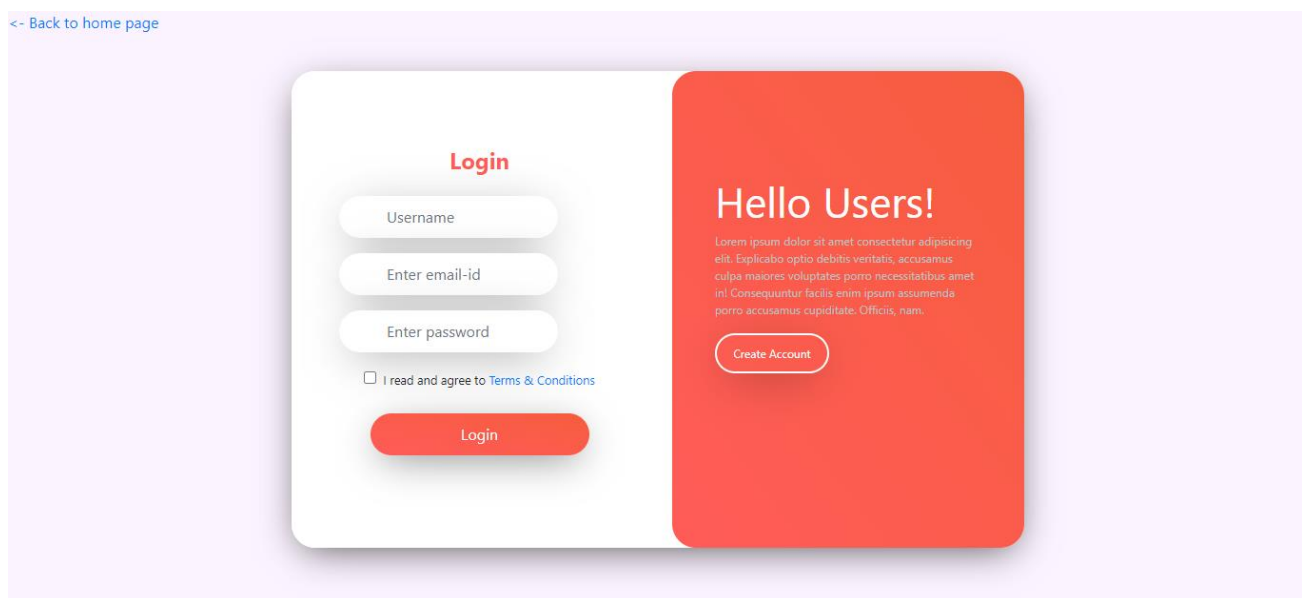 <- Back to home page
Login
Username
Enter email-id
Enter password
I read and agree to Terms & Conditions
Login
Hello Users!
Lorem ipsum dolor sit amet consectetur adipisicing
elit. Explicabo optio debitis veritatis, accusamus
culpa maiores voluptates porro necessitatibus amet
in! Consequuntur facilis enim ipsum assumenda
porro accusamus cupiditate. Officiis, nam.
Create Account